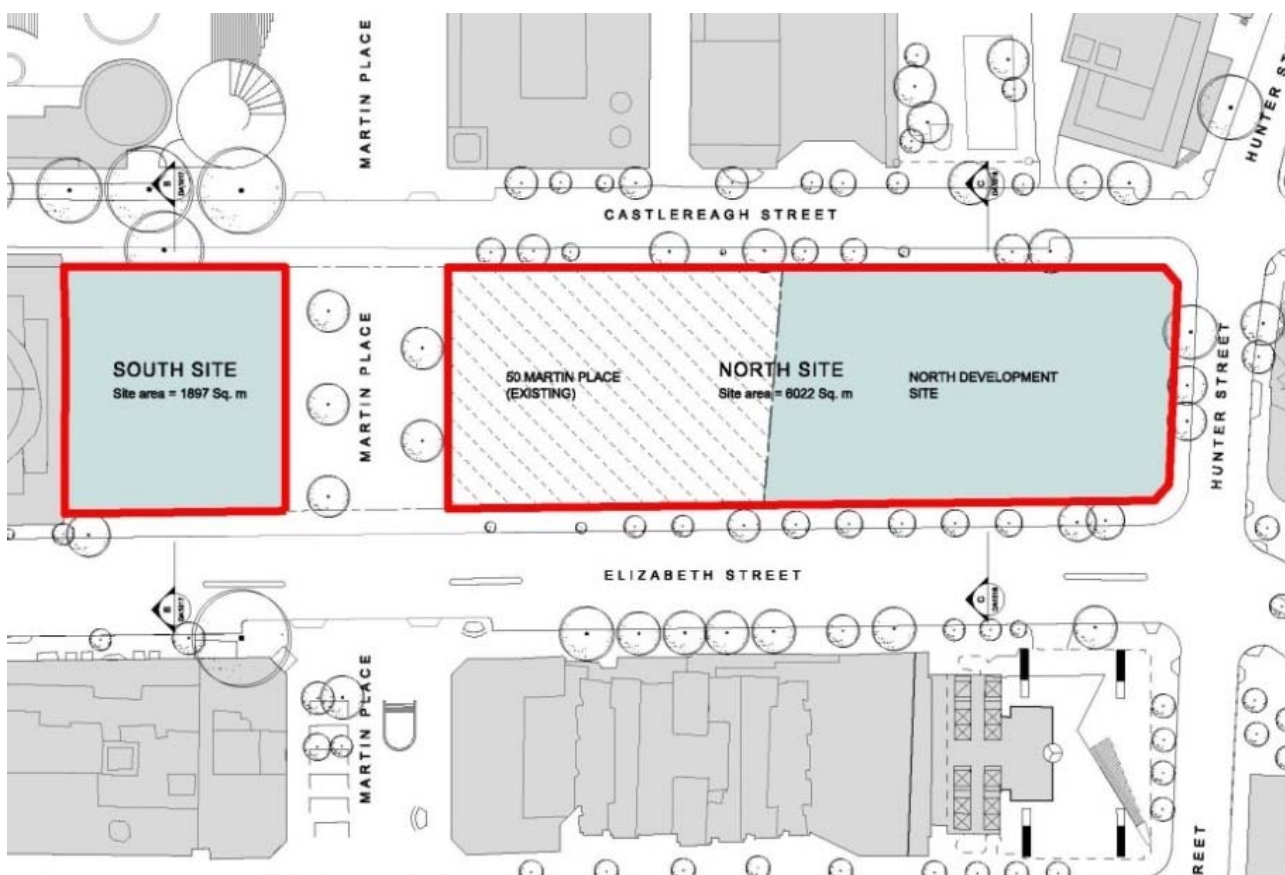 MARTIN PLACE
HUNTER ST
CASTLEREAGH STREET
SOUTH SITE
Site area = 1897 Sq. m
MARTIN PLACE
50 MARTIN PLACE
(EXISTING)
NORTH SITE
Site area = 6022 Sq. m
NORTH DEVELOPMENT
SITE
HUNTER STREET
ELIZABETH STREET
B
C
MARTIN PLACE
REET